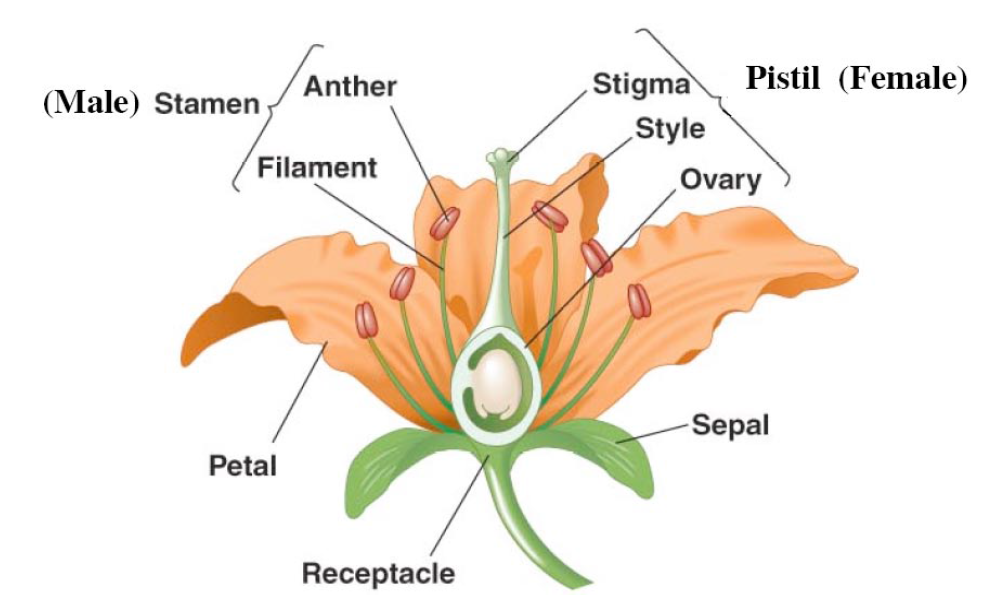 (Male) Stamen
Anther
Filament
Stigma
Style
Ovary
Pistil (Female)
Petal
Sepal
Receptacle